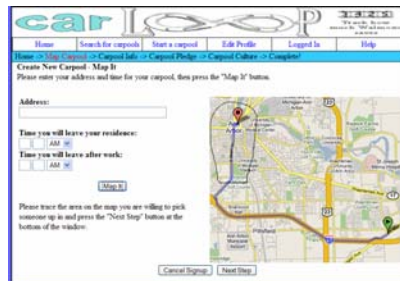 car LOOP
Home Search for carpools Start a carpool Edit Profile Logged In Help
Home -> Map Carpool -> Carpool Info -> Carpool Pledge -> Carpool Culture -> Complete!
Create New Carpool - Map It
Please enter your address and time for your carpool, then press the "Map It" button.
Address:
Time you will leave your residence:
AM
Time you will leave after work:
AM
Map It
Please trace the area on the map you are willing to pick
someone up in and press the "Next Step" button at the
bottom of the window.
Ann
Arbor
Pittsfield
Cancel Signup Next Step